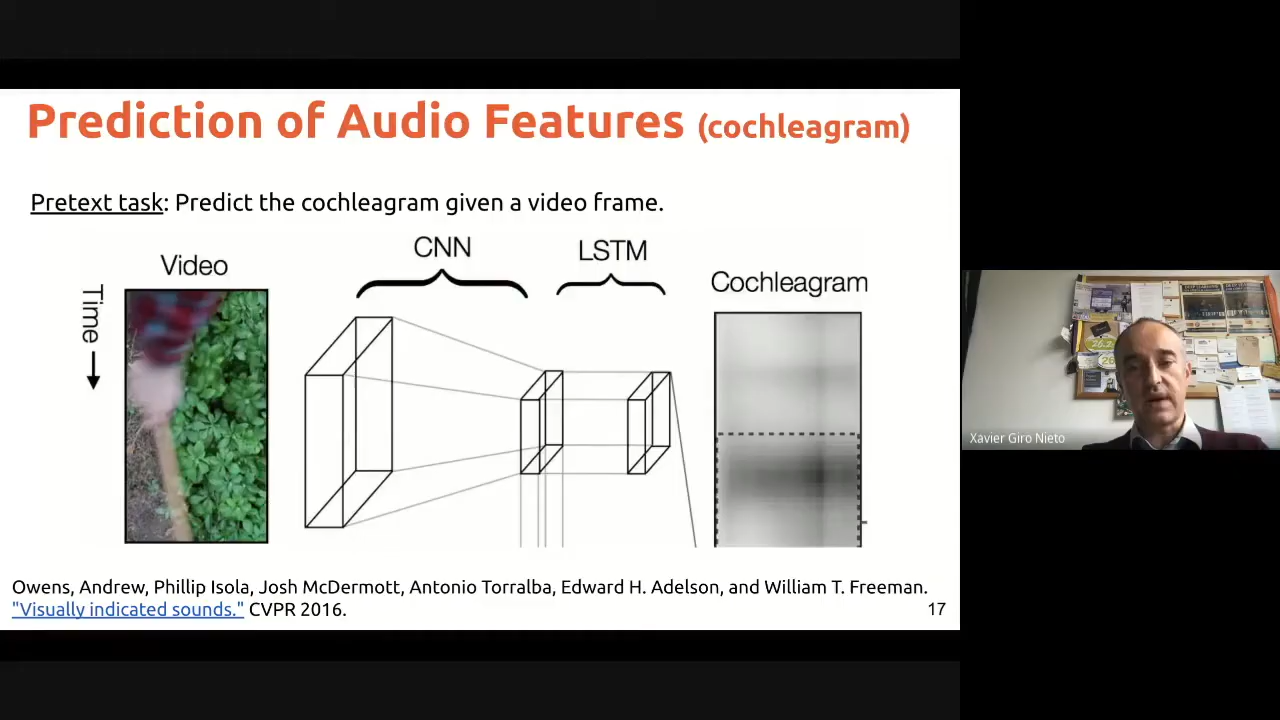 Prediction of Audio Features (cochleagram)
Pretext task: Predict the cochleagram given a video frame.
CNN
LSTM
Video
Cochleagram
Time
Owens, Andrew, Phillip Isola, Josh McDermott, Antonio Torralba, Edward H. Adelson, and William T. Freeman.
"Visually indicated sounds." CVPR 2016.
17
Xavier Giro Nieto